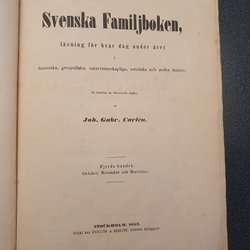 Svenska Familjboken,
läsning för hvar dag under året
i
historiska, geografiska, naturvetenskapliga, estetiska och andra ämnen.
af
Joh. Gabr. Carlén.
Fjerde bandet.
Oktober, November och December.
STOCKHOLM,